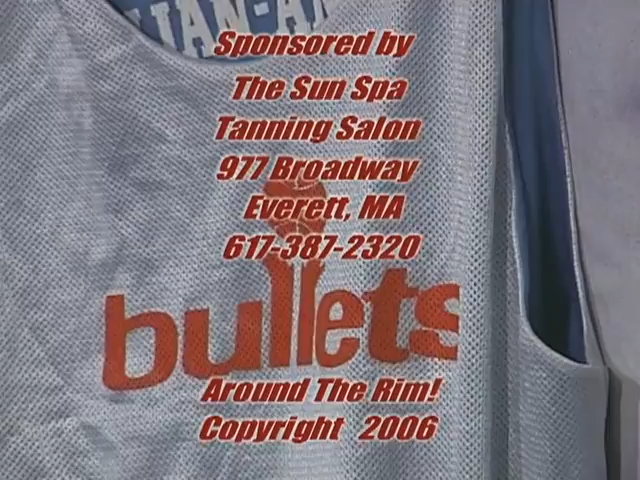 Sponsored by
The Sun Spa
Tanning Salon
977 Broadway
Everett, MA
617-387-2320
bullets
Around The Rim!
Copyright 2006